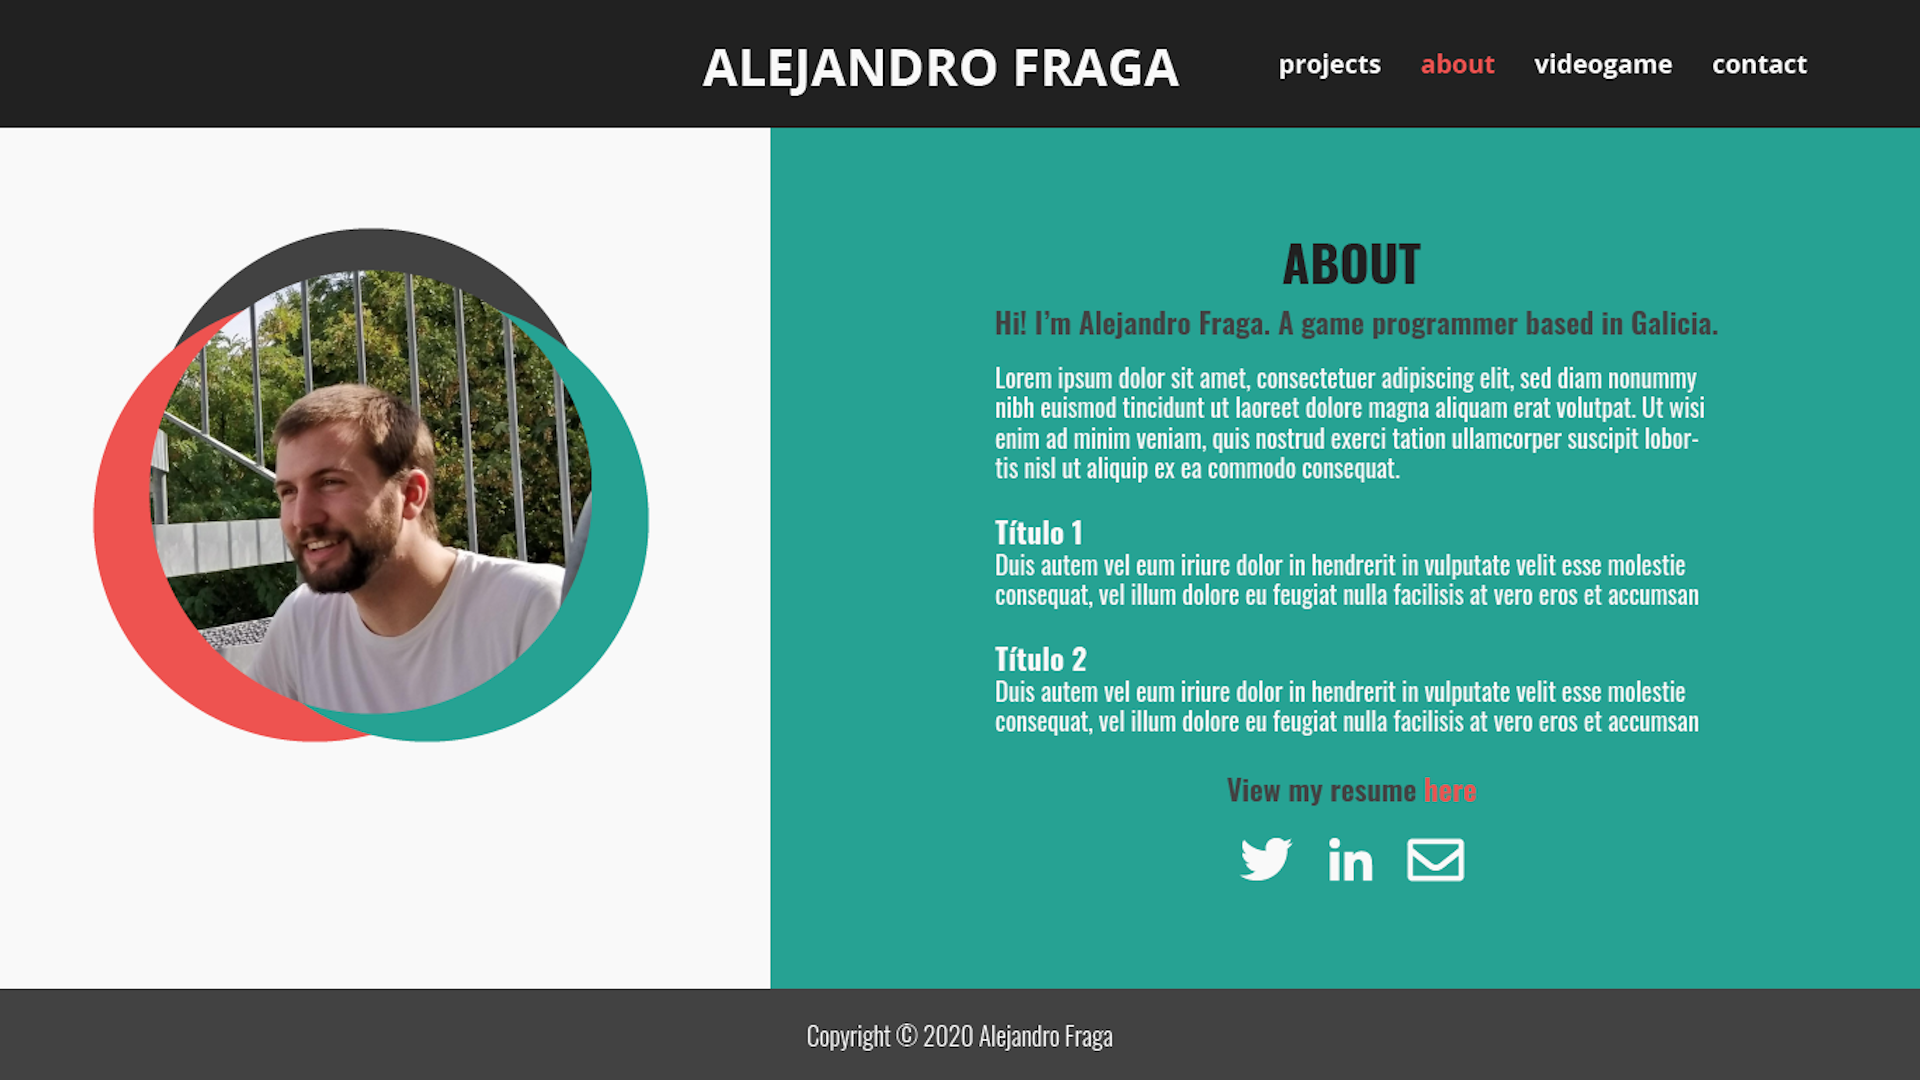 ALEJANDRO FRAGA
projects about videogame contact
ABOUT
Hi! I’m Alejandro Fraga. A game programmer based in Galicia.
Lorem ipsum dolor sit amet, consectetuer adipiscing elit, sed diam nonummy
nibh euismod tincidunt ut laoreet dolore magna aliquam erat volutpat. Ut wisi
enim ad minim veniam, quis nostrud exerci tation ullamcorper suscipit lobor-
tis nisl ut aliquip ex ea commodo consequat.
Título 1
Duis autem vel eum iriure dolor in hendrerit in vulputate velit esse molestie
consequat, vel illum dolore eu feugiat nulla facilisis at vero eros et accumsan
Título 2
Duis autem vel eum iriure dolor in hendrerit in vulputate velit esse molestie
consequat, vel illum dolore eu feugiat nulla facilisis at vero eros et accumsan
View my resume here
in
Copyright © 2020 Alejandro Fraga